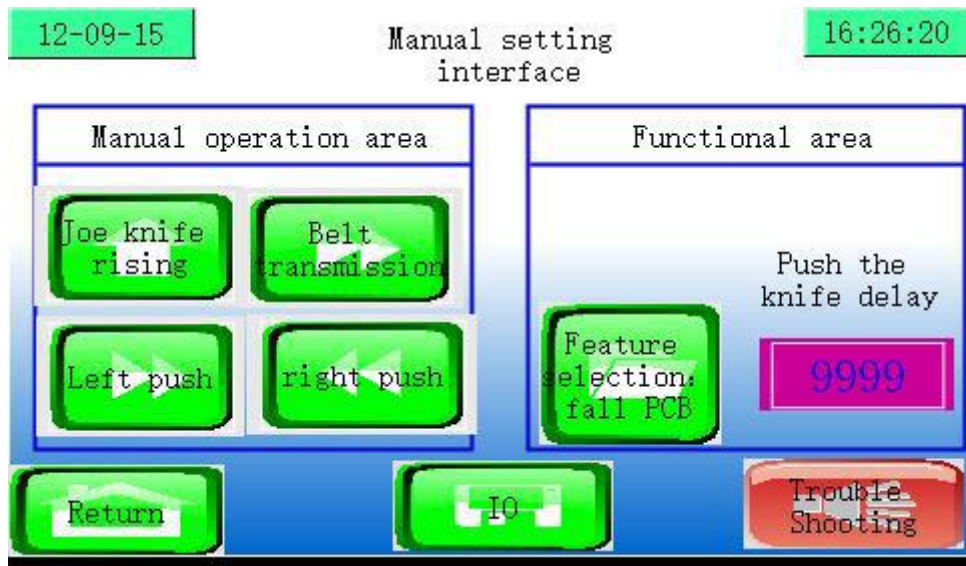 12-09-15
Manual setting
interface
16:26:20
Manual operation area
Joe knife
rising
Belt
transmission
Left push
right push
Functional area
Feature
selection:
fall PCB
Push the
knife delay
9999
Return
IO
Trouble
Shooting